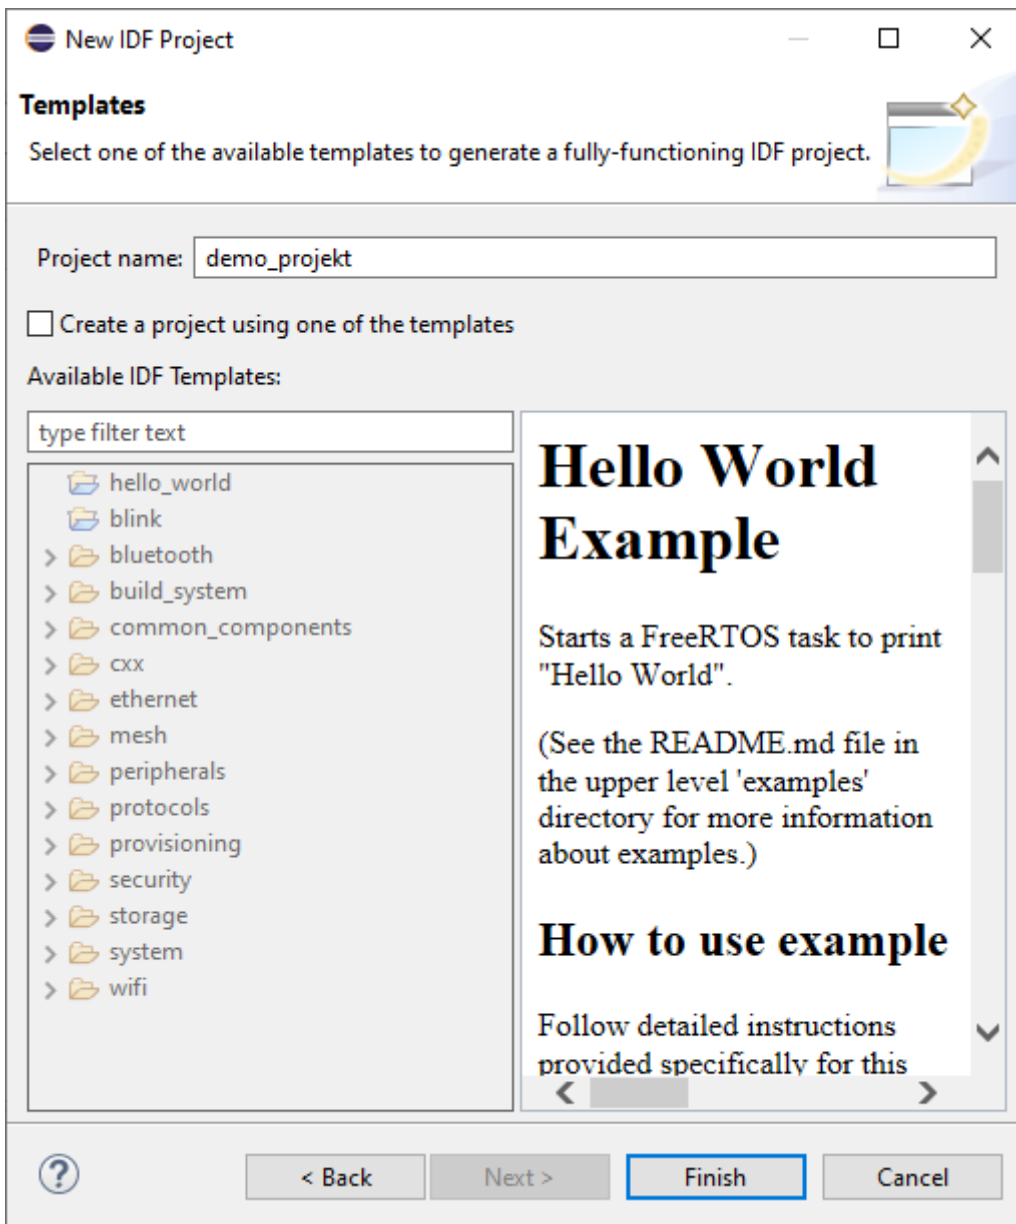 New IDF Project
Templates
Select one of the available templates to generate a fully-functioning IDF project.
Project name: demo_projekt
Create a project using one of the templates
Available IDF Templates:
type filter text
hello_world
blink
bluetooth
build_system
common_components
cxx
ethernet
mesh
peripherals
protocols
provisioning
security
storage
system
wifi
Hello World
Example
Starts a FreeRTOS task to print
"Hello World".
(See the README.md file in
the upper level 'examples'
directory for more information
about examples.)
How to use example
Follow detailed instructions
provided specifically for this
? < Back Next > Finish Cancel